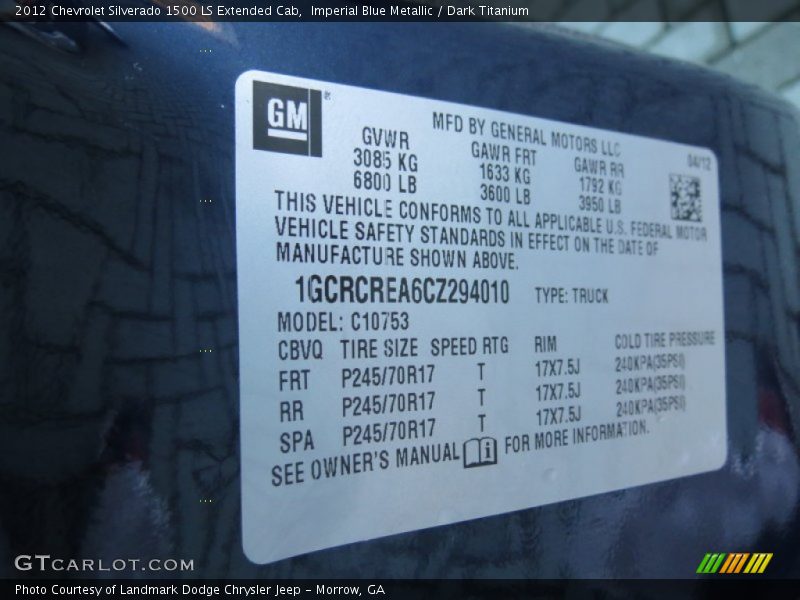 2012 Chevrolet Silverado 1500 LS Extended Cab, Imperial Blue Metallic / Dark Titanium
GM
®
MFD BY GENERAL MOTORS LLC
04/12
GVWR GAWR FRT GAWR RR
3085 KG 1633 KG 1792 KG
6800 LB 3600 LB 3950 LB
THIS VEHICLE CONFORMS TO ALL APPLICABLE U.S. FEDERAL MOTOR
VEHICLE SAFETY STANDARDS IN EFFECT ON THE DATE OF
MANUFACTURE SHOWN ABOVE.
1GCRCREA6CZ294010 TYPE: TRUCK
MODEL: C10753
CBVQ TIRE SIZE SPEED RTG RIM COLD TIRE PRESSURE
FRT P245/70R17 T 17X7.5J 240KPA(35PSI)
RR P245/70R17 T 17X7.5J 240KPA(35PSI)
SPA P245/70R17 T 17X7.5J 240KPA(35PSI)
SEE OWNER'S MANUAL i FOR MORE INFORMATION.
GTCARLOT.COM
Photo Courtesy of Landmark Dodge Chrysler Jeep - Morrow, GA